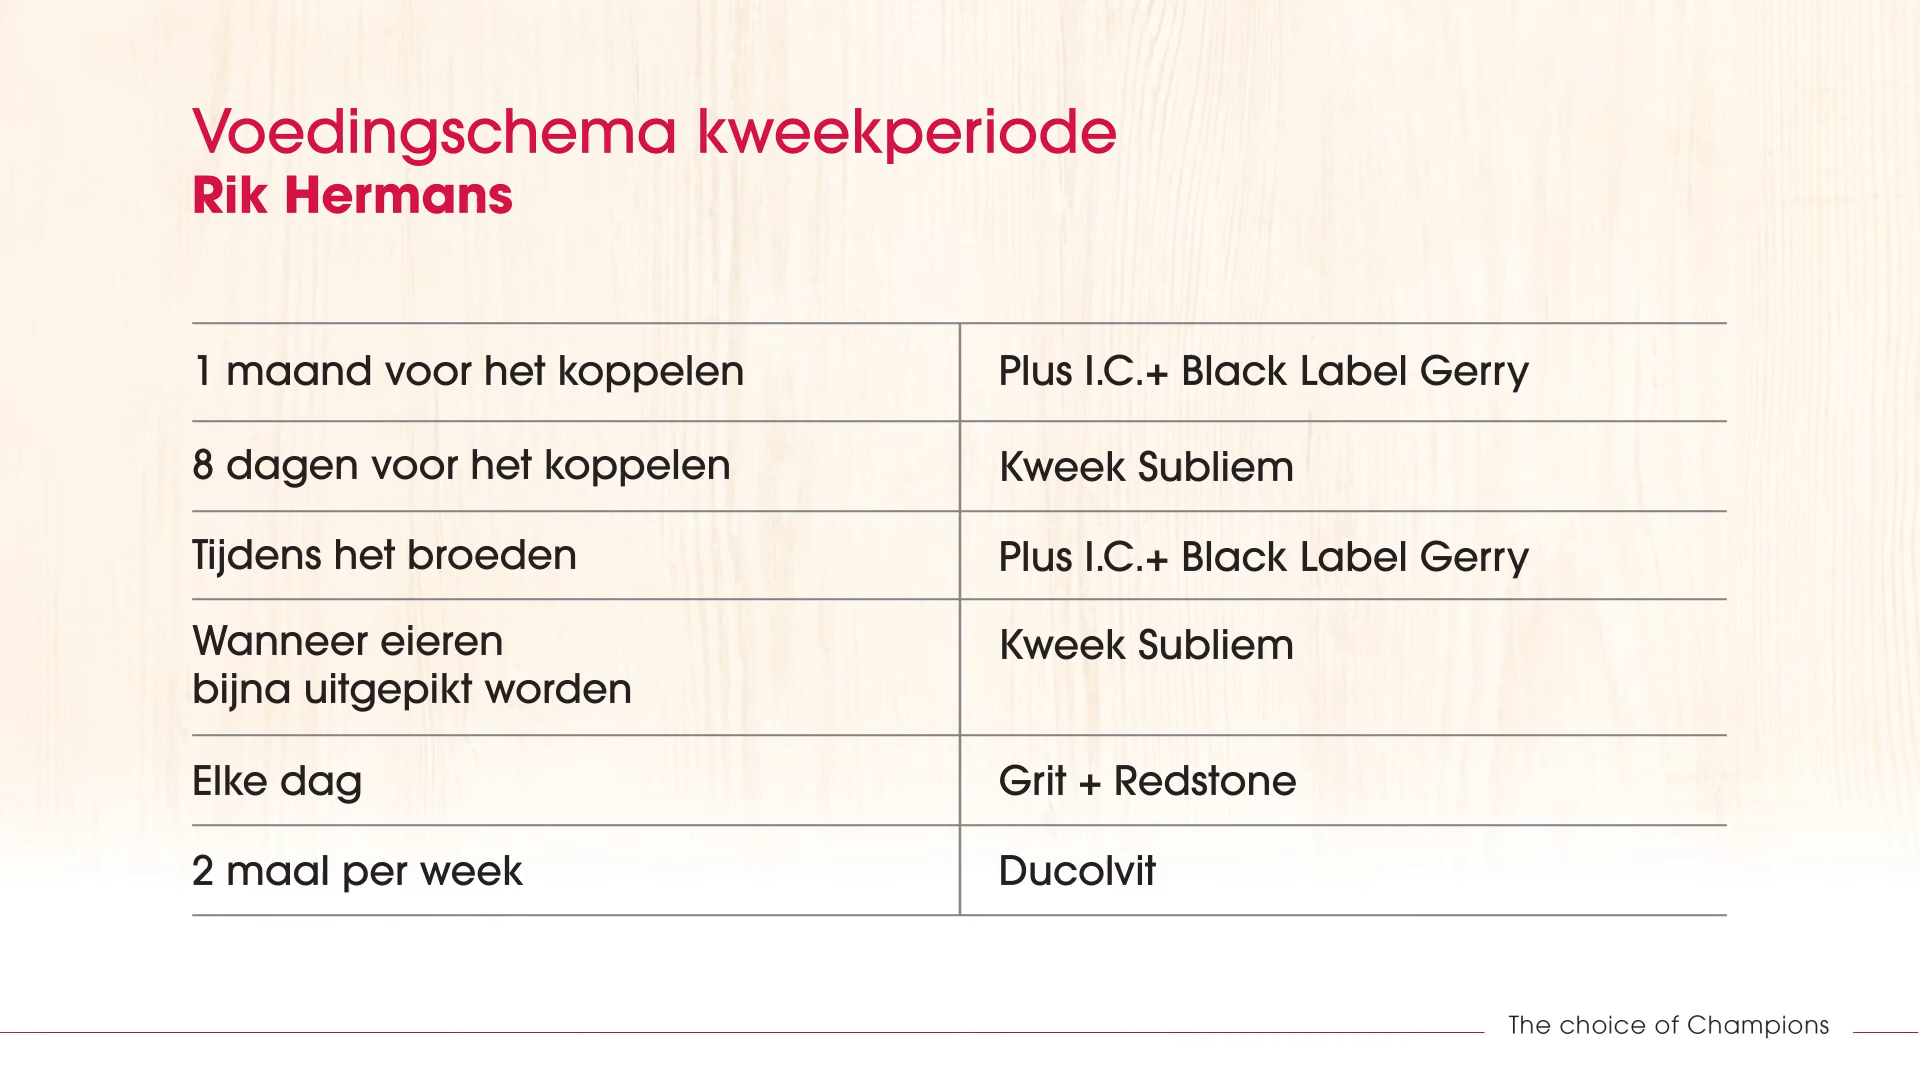 Voedingschema kweekperiode
Rik Hermans
1 maand voor het koppelen
Plus I.C.+ Black Label Gerry
8 dagen voor het koppelen
Kweek Subliem
Tijdens het broeden
Plus I.C.+ Black Label Gerry
Wanneer eieren
bijna uitgepikt worden
Kweek Subliem
Elke dag
Grit + Redstone
2 maal per week
Ducolvit
The choice of Champions